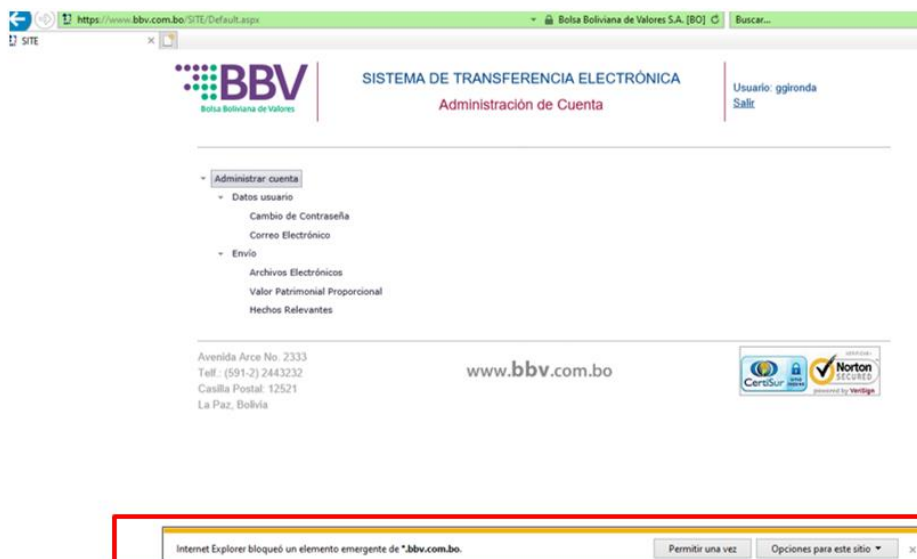 https://www.bbv.com.bo/SITE/Default.aspx
Bolsa Boliviana de Valores S.A. [BO]
Buscar...
SITE
BBV
Bolsa Boliviana de Valores
SISTEMA DE TRANSFERENCIA ELECTRÓNICA
Administración de Cuenta
Usuario: ggironda
Salir
Administrar cuenta
Datos usuario
Cambio de Contraseña
Correo Electrónico
Envío
Archivos Electrónicos
Valor Patrimonial Proporcional
Hechos Relevantes
Avenida Arce No. 2333
Telf.: (591-2) 2443232
Casilla Postal: 12521
La Paz, Bolivia
www.bbv.com.bo
CertiSur
Norton
SECURED
powered by VeriSign
Internet Explorer bloqueó un elemento emergente de *.bbv.com.bo.
Permitir una vez
Opciones para este sitio